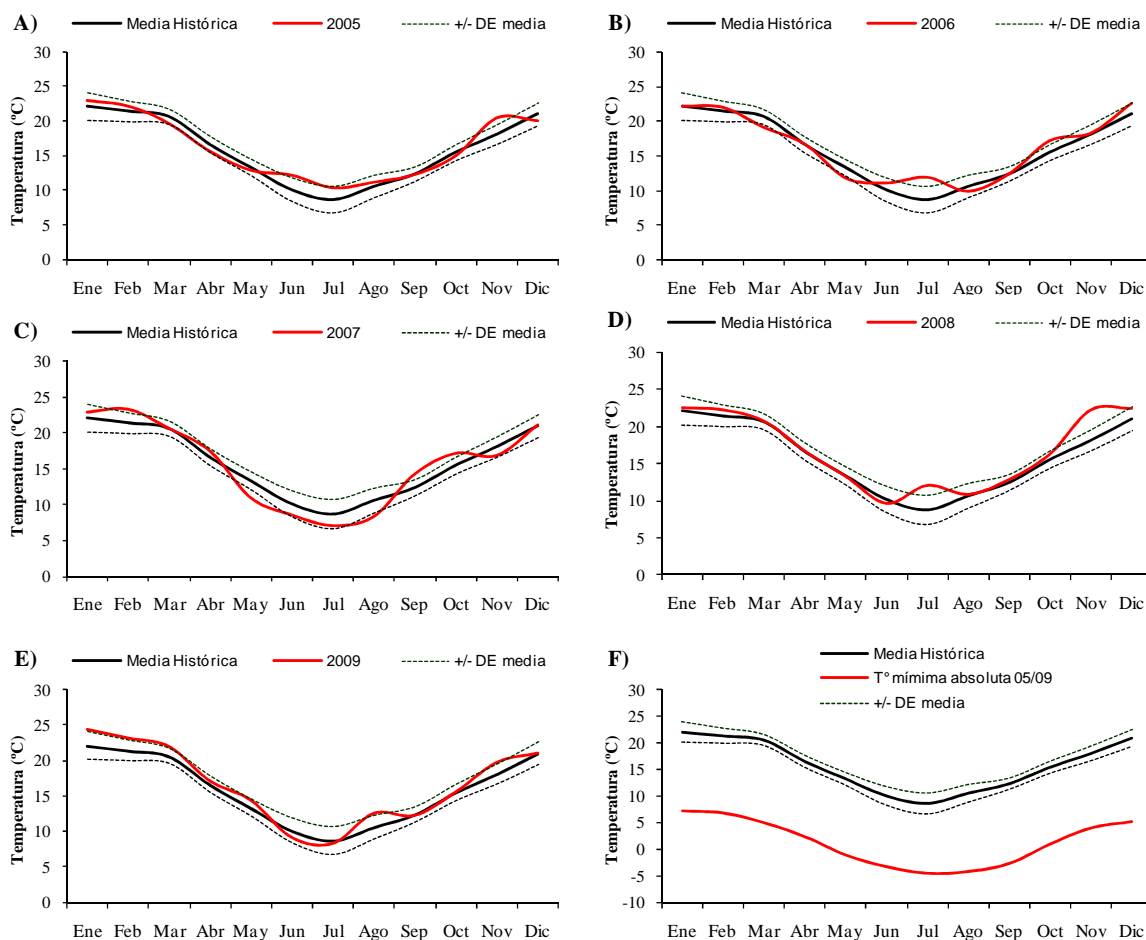 A)
Media Histórica 2005 +/- DE media
Temperatura (ºC)
30
25
20
15
10
5
0
Ene Feb Mar Abr May Jun Jul Ago Sep Oct Nov Dic
B)
Media Histórica 2006 +/- DE media
Temperatura (ºC)
30
25
20
15
10
5
0
Ene Feb Mar Abr May Jun Jul Ago Sep Oct Nov Dic
C)
Media Histórica 2007 +/- DE media
Temperatura (ºC)
30
25
20
15
10
5
0
Ene Feb Mar Abr May Jun Jul Ago Sep Oct Nov Dic
D)
Media Histórica 2008 +/- DE media
Temperatura (ºC)
30
25
20
15
10
5
0
Ene Feb Mar Abr May Jun Jul Ago Sep Oct Nov Dic
E)
Media Histórica 2009 +/- DE media
Temperatura (ºC)
30
25
20
15
10
5
0
Ene Feb Mar Abr May Jun Jul Ago Sep Oct Nov Dic
F)
Media Histórica
T° mímima absoluta 05/09
+/- DE media
Temperatura (ºC)
30
25
20
15
10
5
0
-5
-10
Ene Feb Mar Abr May Jun Jul Ago Sep Oct Nov Dic